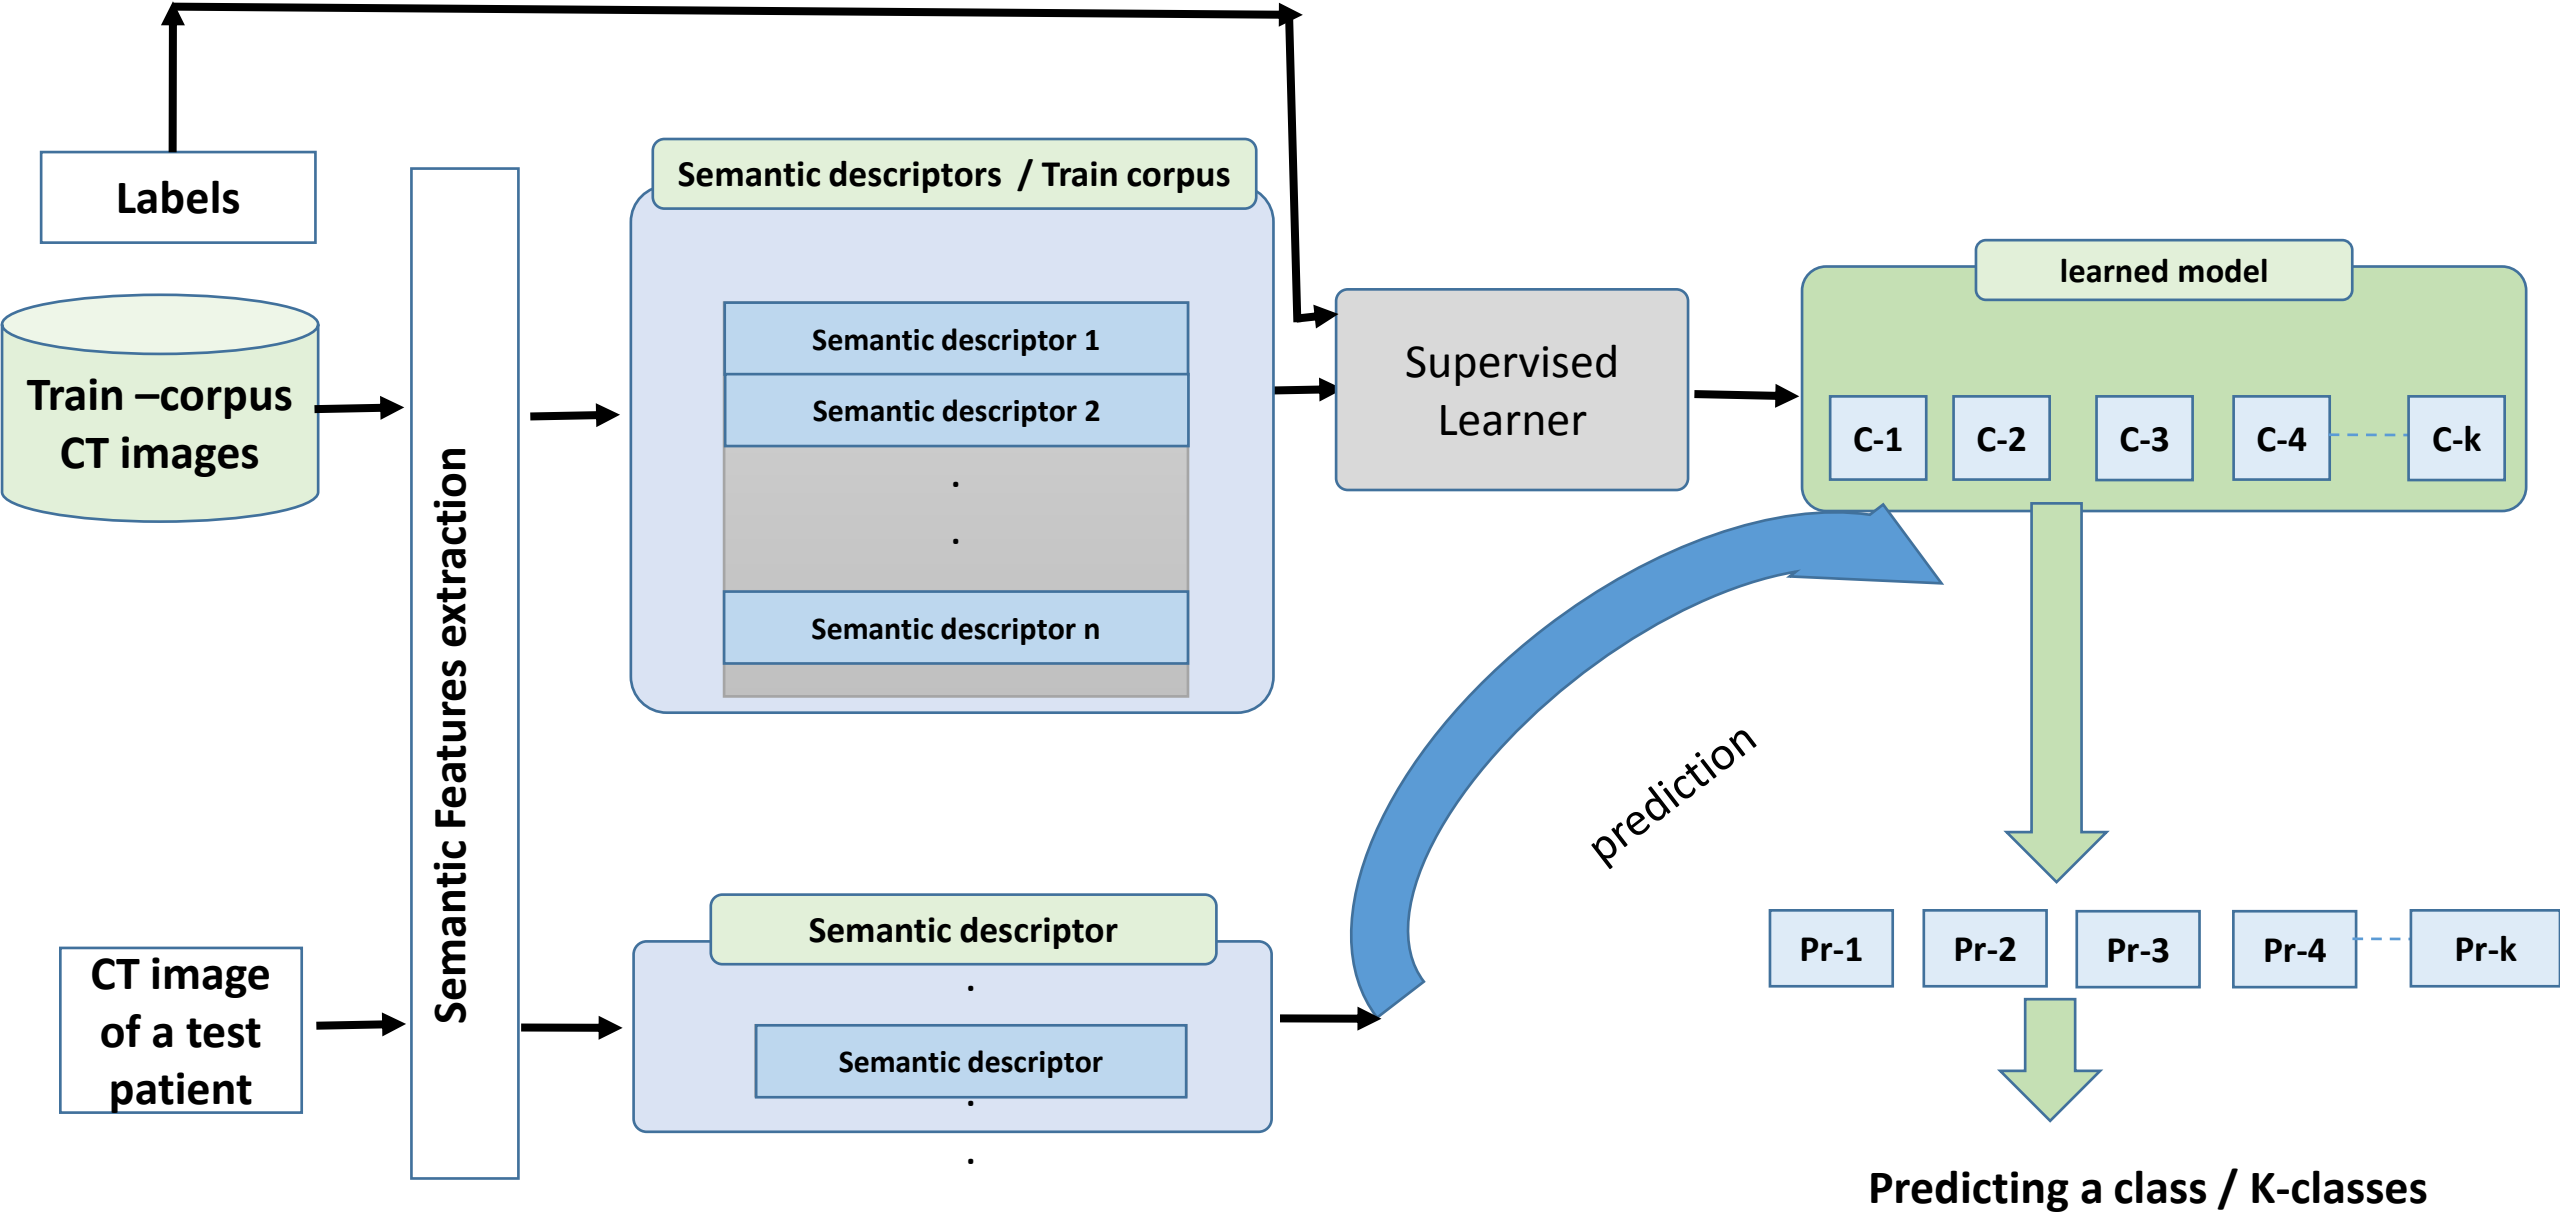 Labels
Train –corpus
CT images
Semantic Features extraction
Semantic descriptors / Train corpus
Semantic descriptor 1
Semantic descriptor 2
.
.
Semantic descriptor n
Supervised
Learner
learned model
C-1 C-2 C-3 C-4 C-k
prediction
CT image
of a test
patient
Semantic descriptor
.
Semantic descriptor
.
.
Pr-1 Pr-2 Pr-3 Pr-4 Pr-k
Predicting a class / K-classes